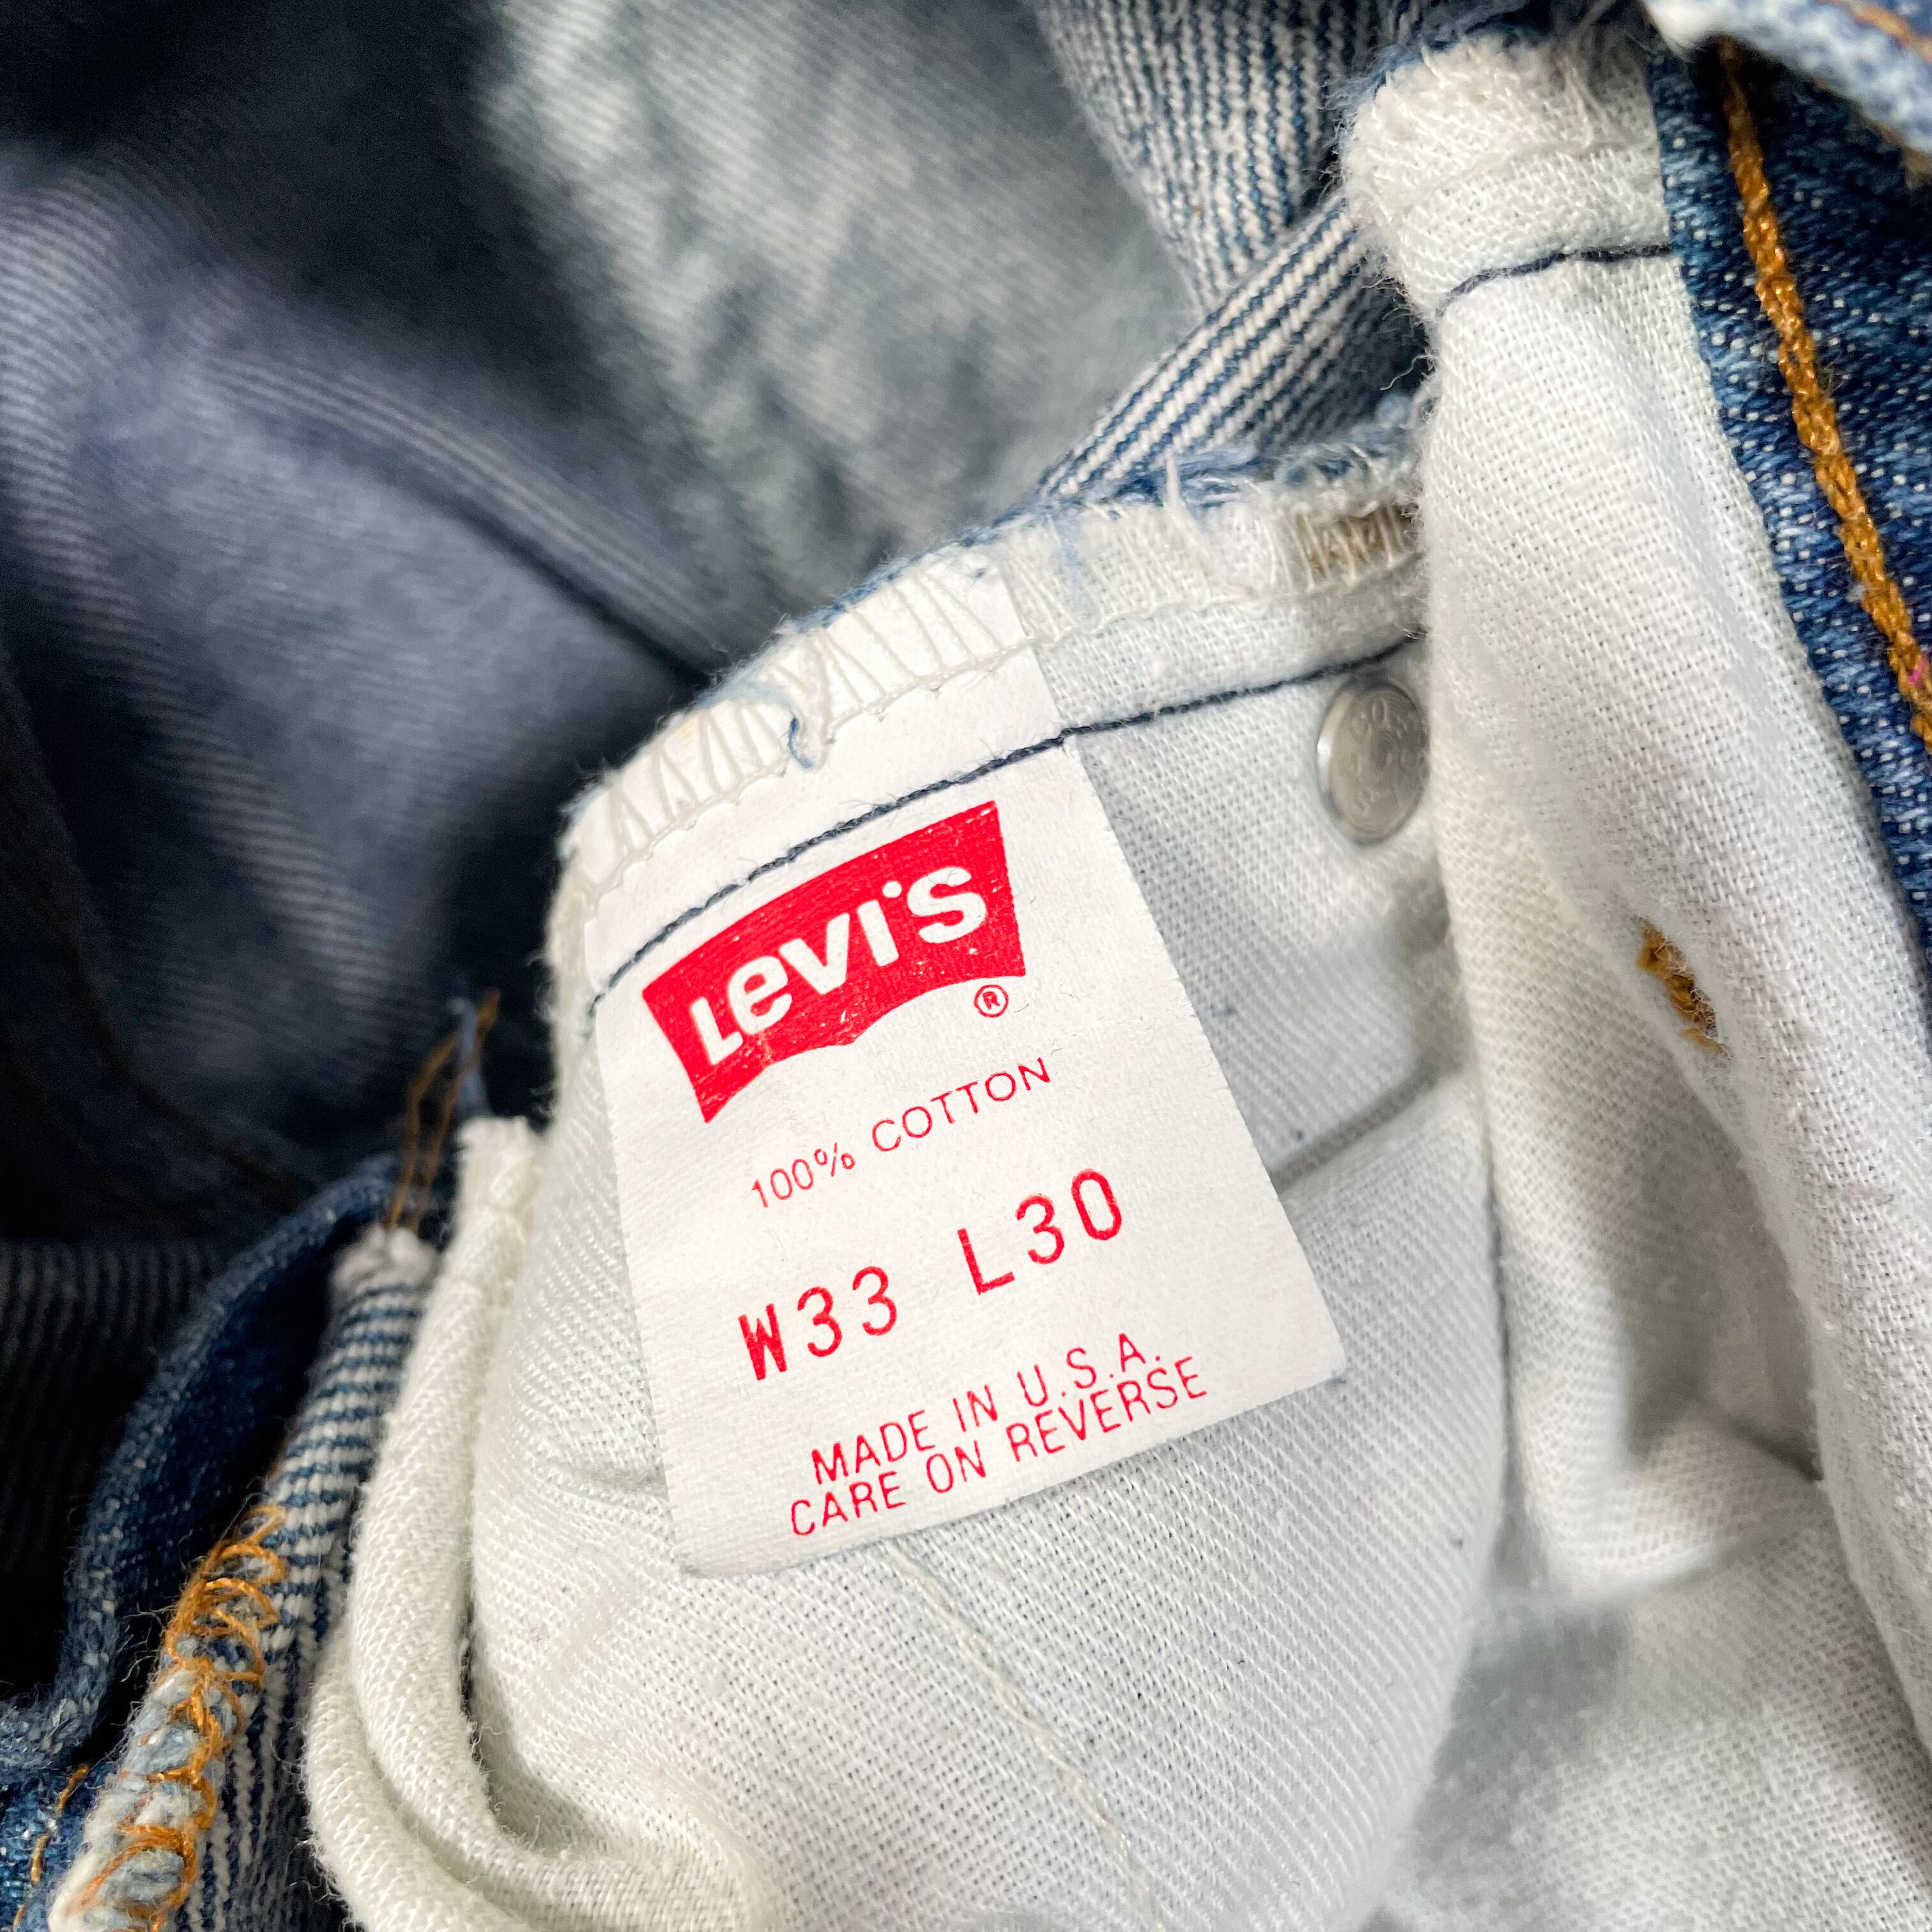 Levi's
®
100% COTTON
W33 L30
MADE IN U.S.A.
CARE ON REVERSE